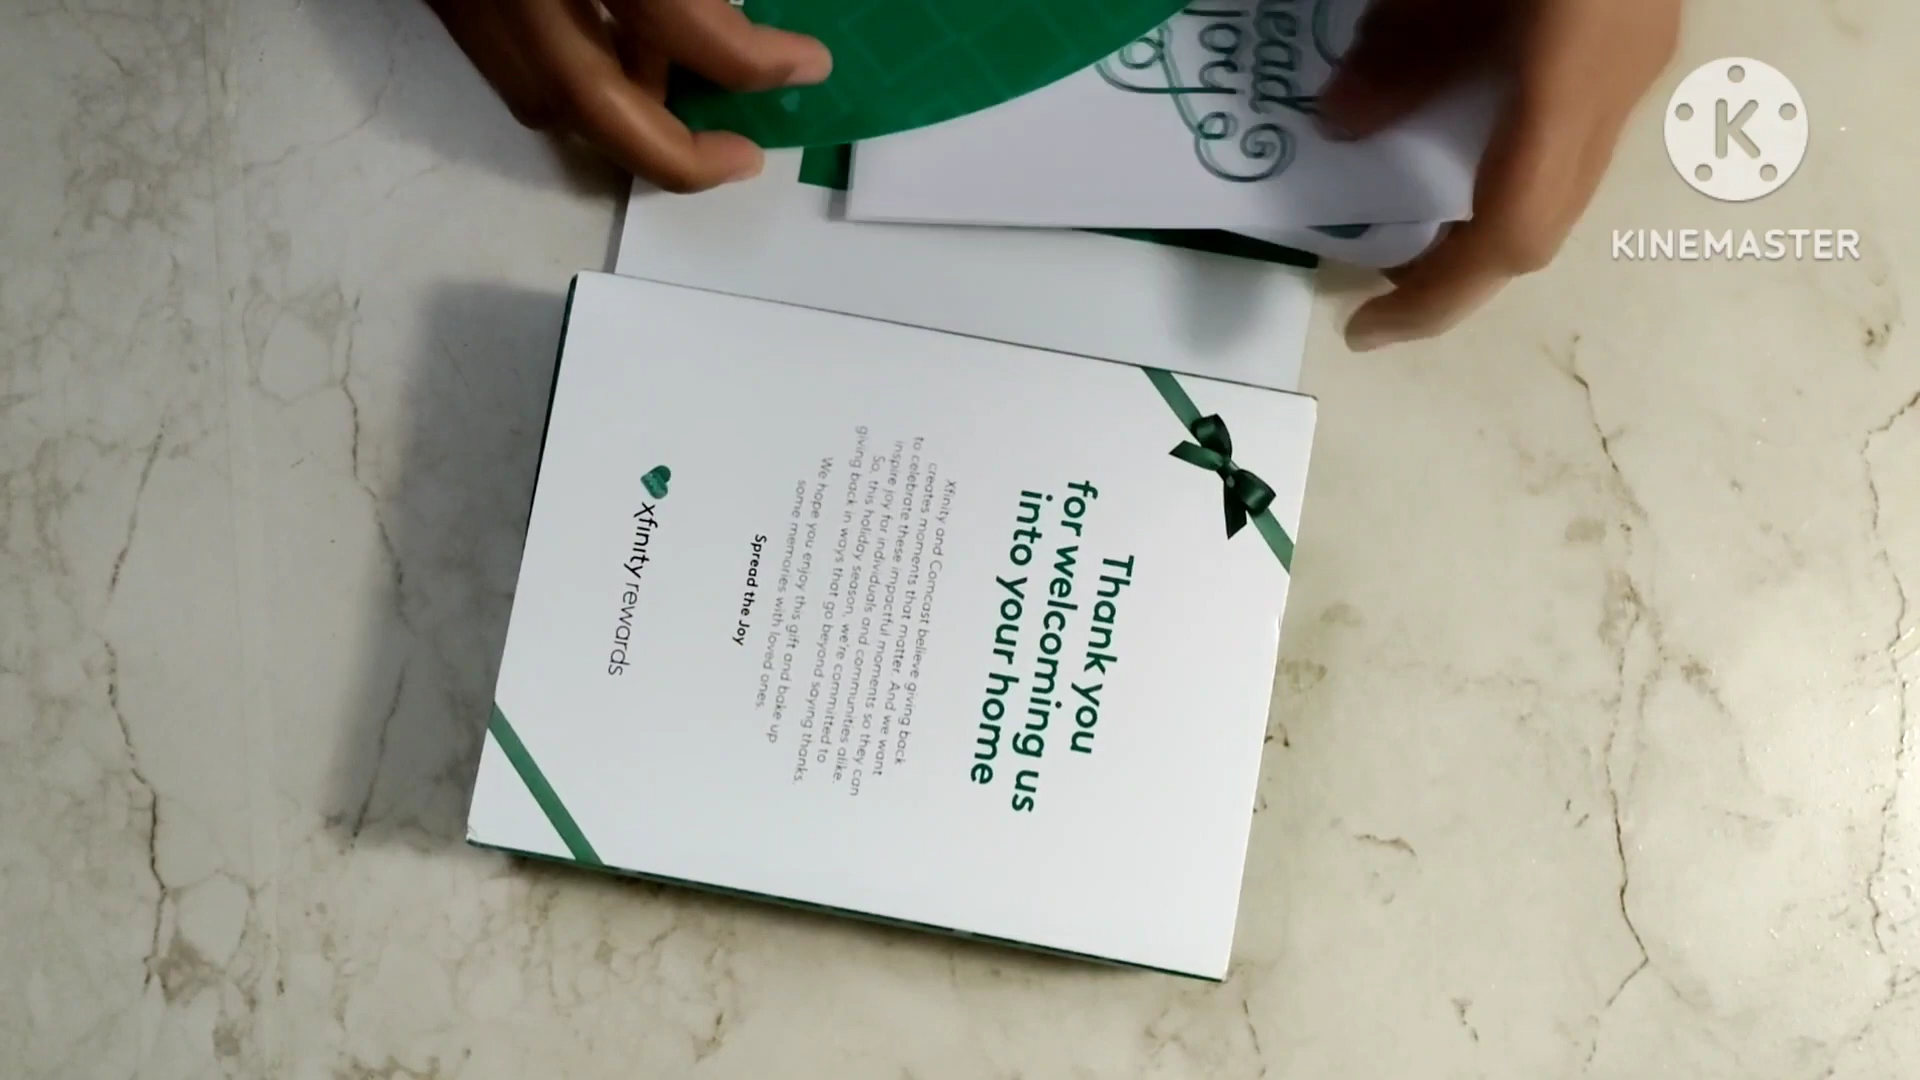 Thank you
for welcoming us
into your home
Xfinity and Comcast believe giving back
creates moments that matter. And we want
to celebrate these impactful moments so they can
inspire joy for individuals and communities alike.
So, this holiday season, we're committed to
giving back in ways that go beyond saying thanks.
We hope you enjoy this gift and bake up
some memories with loved ones.
Spread the Joy
xfinity rewards
joy
K
KINEMASTER